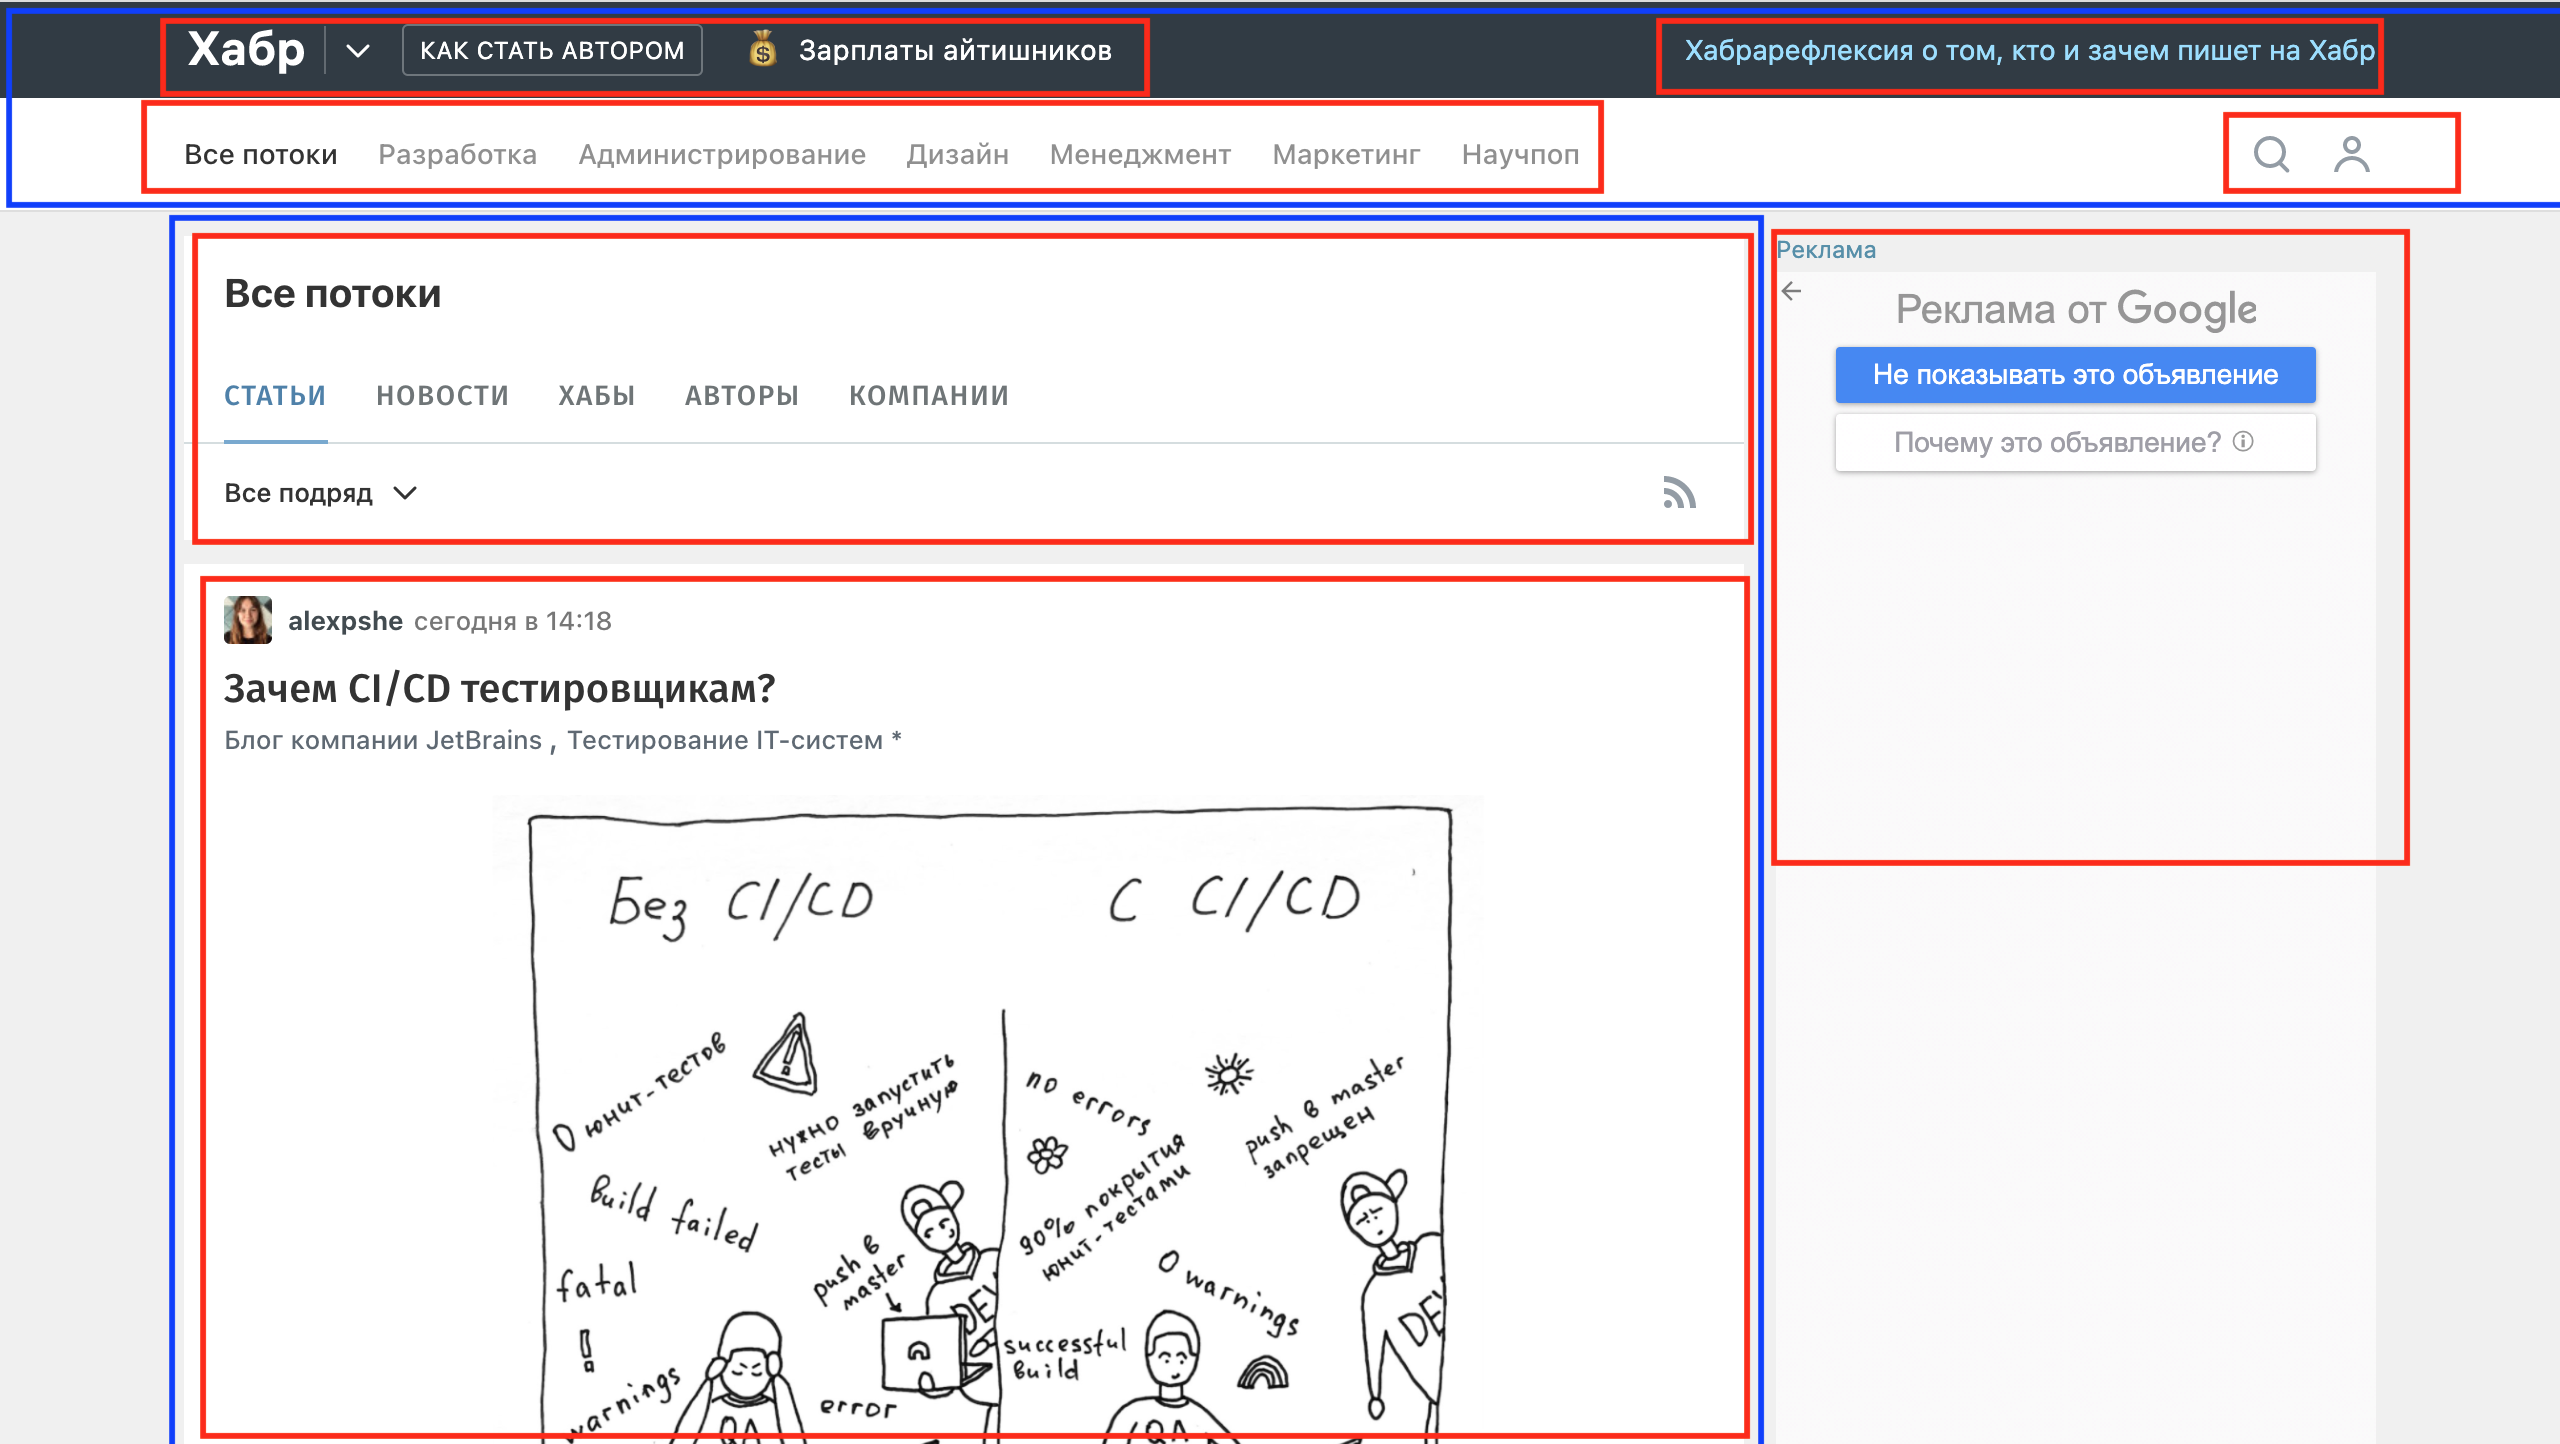 Хабр
КАК СТАТЬ АВТОРОМ
Зарплаты айтишников
Хабрарефлексия о том, кто и зачем пишет на Хабр
Все потоки Разработка Администрирование Дизайн Менеджмент Маркетинг Научпоп
Все потоки
СТАТЬИ НОВОСТИ ХАБЫ АВТОРЫ КОМПАНИИ
Все подряд
Реклама
Реклама от Google
Не показывать это объявление
Почему это объявление?
alexpshe сегодня в 14:18
Зачем CI/CD тестировщикам?
Блог компании JetBrains , Тестирование IT-систем *
Без CI/CD
0 юнит-тестов
нужно запустить
тесты вручную
build failed
push в
master
fatal
!
warnings
error
DEV
QA
С CI/CD
no errors
push в master
запрещен
90% покрытия
юнит-тестами
0 warnings
successful
build
DEV
QA